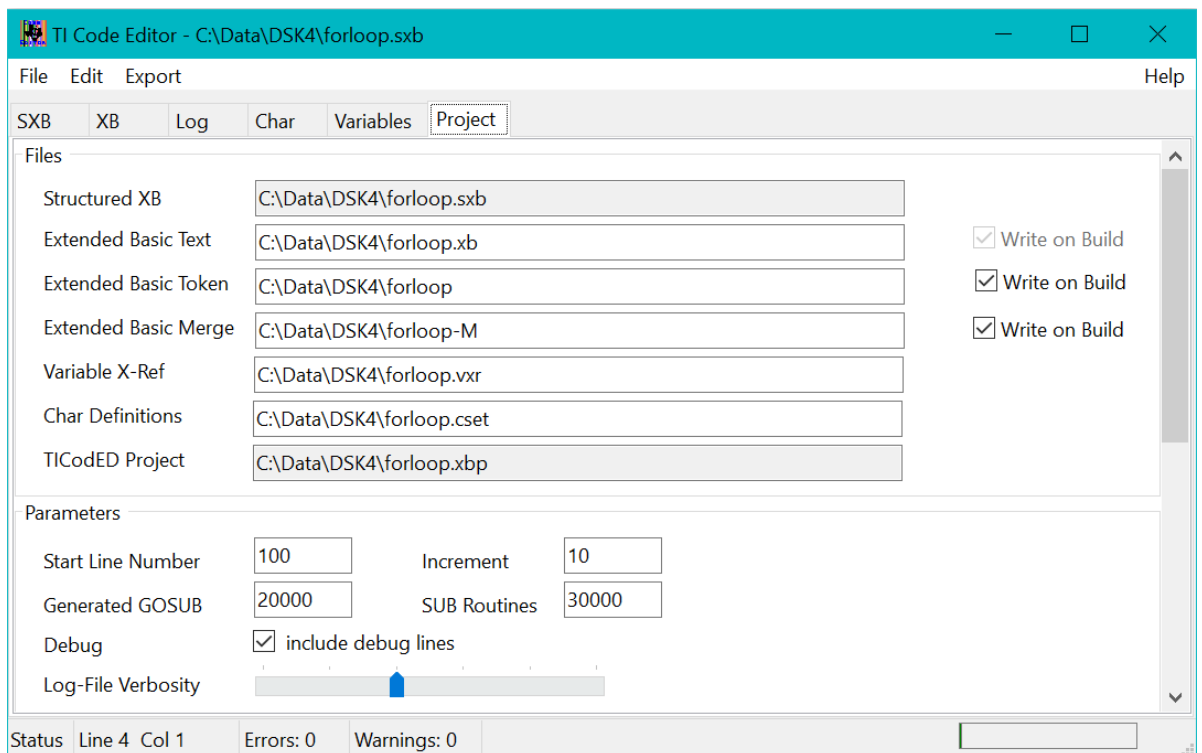 TI Code Editor - C:\Data\DSK4\forloop.sxb
File Edit Export Help
SXB XB Log Char Variables Project
Files
Structured XB C:\Data\DSK4\forloop.sxb
Extended Basic Text C:\Data\DSK4\forloop.xb Write on Build
Extended Basic Token C:\Data\DSK4\forloop Write on Build
Extended Basic Merge C:\Data\DSK4\forloop-M Write on Build
Variable X-Ref C:\Data\DSK4\forloop.vxr
Char Definitions C:\Data\DSK4\forloop.cset
TICodED Project C:\Data\DSK4\forloop.xbp
Parameters
Start Line Number 100 Increment 10
Generated GOSUB 20000 SUB Routines 30000
Debug include debug lines
Log-File Verbosity
Status Line 4 Col 1 Errors: 0 Warnings: 0